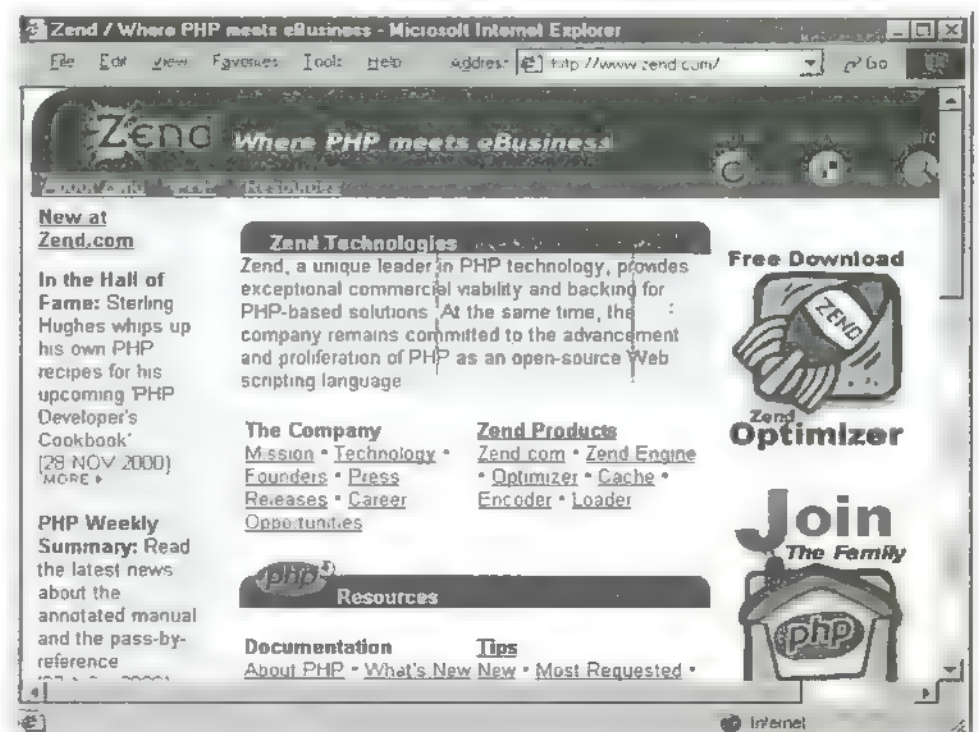 Zend / Where PHP meets eBusiness - Microsoft Internet Explorer
File Edit View Favorites Tools Help Address http://www.zend.com/ Go
Zend Where PHP meets eBusiness
Resources
New at
Zend.com
In the Hall of
Fame: Sterling
Hughes whips up
his own PHP
recipes for his
upcoming 'PHP
Developer's
Cookbook'
[28 NOV 2000]
MORE
PHP Weekly
Summary: Read
the latest news
about the
annotated manual
and the pass-by-
reference
Zend Technologies
Zend, a unique leader in PHP technology, provides
exceptional commercial viability and backing for
PHP-based solutions At the same time, the
company remains committed to the advancement
and proliferation of PHP as an open-source Web
scripting language
The Company
Mission • Technology •
Founders • Press
Releases • Career
Opportunities
Zend Products
Zend com • Zend Engine
• Optimizer • Cache •
Encoder • Loader
php
Resources
Documentation
About PHP • What's New
Tips
New • Most Requested •
Free Download
ZEND
Zend
Optimizer
Join
The Family
php
Internet